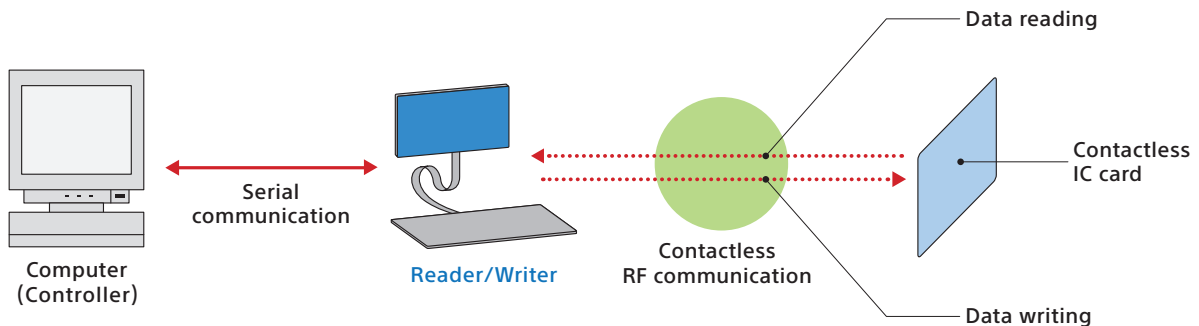 Data reading
Contactless
IC card
Serial
communication
Computer
(Controller)
Reader/Writer
Contactless
RF communication
Data writing